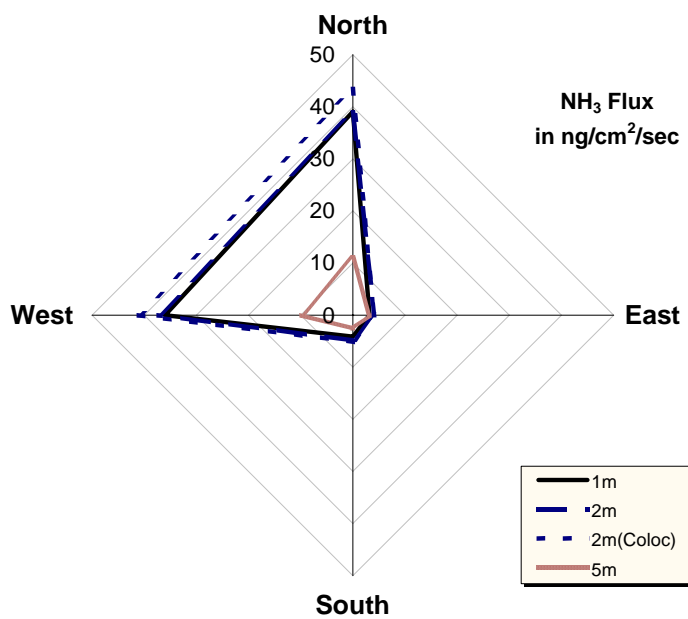 North
50
40
30
20
10
0
NH₃ Flux
in ng/cm²/sec
West
East
South
1m
2m
2m(Coloc)
5m